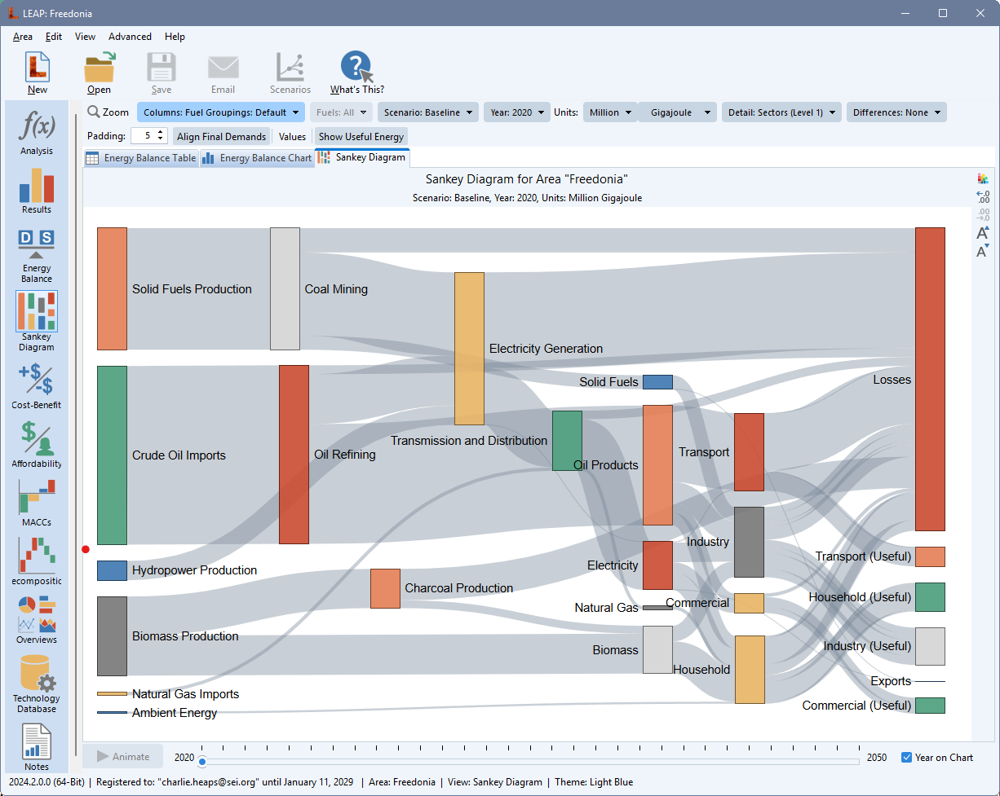 LEAP: Freedonia
Area Edit View Advanced Help
New Open Save Email Scenarios What's This?
Zoom Columns: Fuel Groupings: Default Fuels: All Scenario: Baseline Year: 2020 Units: Million Gigajoule Detail: Sectors (Level 1) Differences: None
Padding: 5 Align Final Demands Values Show Useful Energy
Energy Balance Table Energy Balance Chart Sankey Diagram
f(x)
Analysis
Results
D S
Energy
Balance
Sankey
Diagram
+$
-$
Cost-Benefit
$
Affordability
MACCs
ecompositic
Overviews
Technology
Database
Notes
Sankey Diagram for Area "Freedonia"
Scenario: Baseline, Year: 2020, Units: Million Gigajoule
←.0
.00
.00
→.0
A
A
Solid Fuels Production
Coal Mining
Electricity Generation
Solid Fuels
Losses
Crude Oil Imports
Oil Refining
Transmission and Distribution
Oil Products
Transport
Industry
Transport (Useful)
Hydropower Production
Electricity
Charcoal Production
Natural Gas
Commercial
Household (Useful)
Biomass Production
Biomass
Industry (Useful)
Household
Exports
Natural Gas Imports
Commercial (Useful)
Ambient Energy
Animate 2020 2050 Year on Chart
2024.2.0.0 (64-Bit) | Registered to: "charlie.heaps@sei.org" until January 11, 2029 | Area: Freedonia | View: Sankey Diagram | Theme: Light Blue